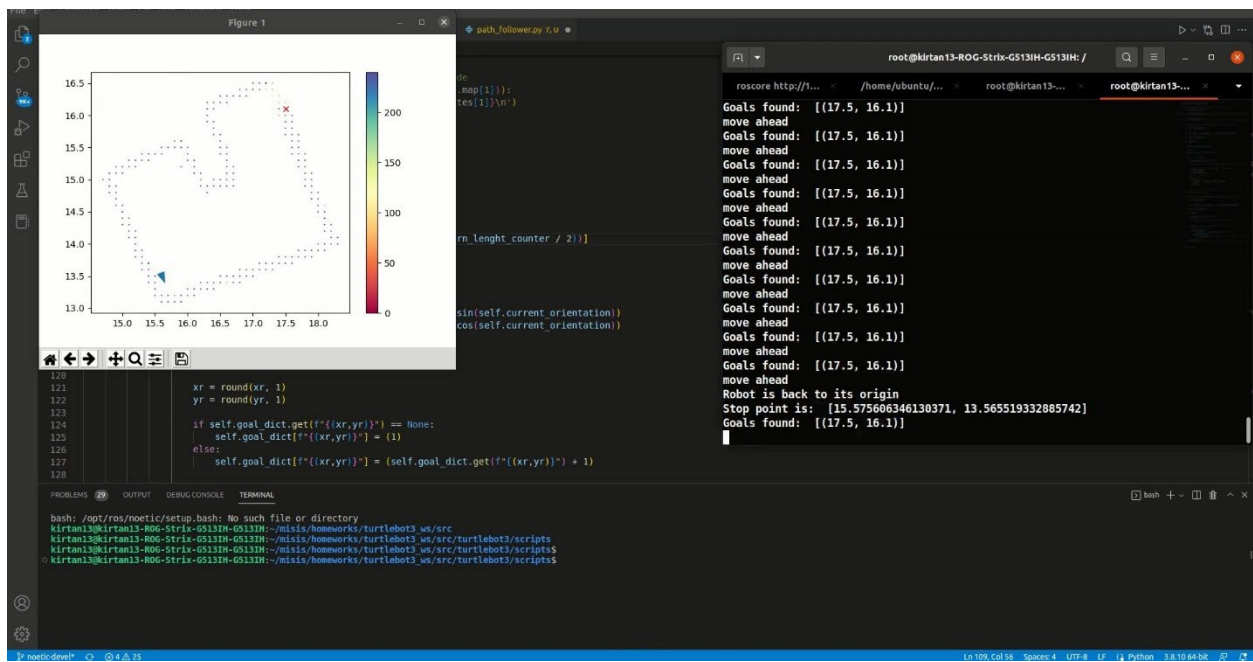 Figure 1
path_follower.py 7, U
16.5
16.0
15.5
15.0
14.5
14.0
13.5
13.0
15.0 15.5 16.0 16.5 17.0 17.5 18.0
200
150
100
50
0
.map[1])):
tes[1]}\n')
rn_lenght_counter / 2))]
sin(self.current_orientation))
cos(self.current_orientation))
120
121 xr = round(xr, 1)
122 yr = round(yr, 1)
123
124 if self.goal_dict.get(f"{(xr,yr)}") == None:
125 self.goal_dict[f"{(xr,yr)}"] = (1)
126 else:
127 self.goal_dict[f"{(xr,yr)}"] = (self.goal_dict.get(f"{(xr,yr)}") + 1)
128
root@kirtan13-ROG-Strix-G513IH-G513IH: /
roscore http://1... /home/ubuntu/... root@kirtan13-... root@kirtan13-...
Goals found: [(17.5, 16.1)]
move ahead
Goals found: [(17.5, 16.1)]
move ahead
Goals found: [(17.5, 16.1)]
move ahead
Goals found: [(17.5, 16.1)]
move ahead
Goals found: [(17.5, 16.1)]
move ahead
Goals found: [(17.5, 16.1)]
move ahead
Goals found: [(17.5, 16.1)]
move ahead
Goals found: [(17.5, 16.1)]
move ahead
Goals found: [(17.5, 16.1)]
move ahead
Goals found: [(17.5, 16.1)]
move ahead
Robot is back to its origin
Stop point is: [15.575606346130371, 13.565519332885742]
Goals found: [(17.5, 16.1)]
PROBLEMS 29 OUTPUT DEBUG CONSOLE TERMINAL
bash
bash: /opt/ros/noetic/setup.bash: No such file or directory
kirtan13@kirtan13-ROG-Strix-G513IH-G513IH:~/misis/homeworks/turtlebot3_ws/src
kirtan13@kirtan13-ROG-Strix-G513IH-G513IH:~/misis/homeworks/turtlebot3_ws/src/turtlebot3/scripts
kirtan13@kirtan13-ROG-Strix-G513IH-G513IH:~/misis/homeworks/turtlebot3_ws/src/turtlebot3/scripts$
kirtan13@kirtan13-ROG-Strix-G513IH-G513IH:~/misis/homeworks/turtlebot3_ws/src/turtlebot3/scripts$
noetic-devel* 4 25
Ln 109, Col 56 Spaces: 4 UTF-8 LF Python 3.8.10 64-bit